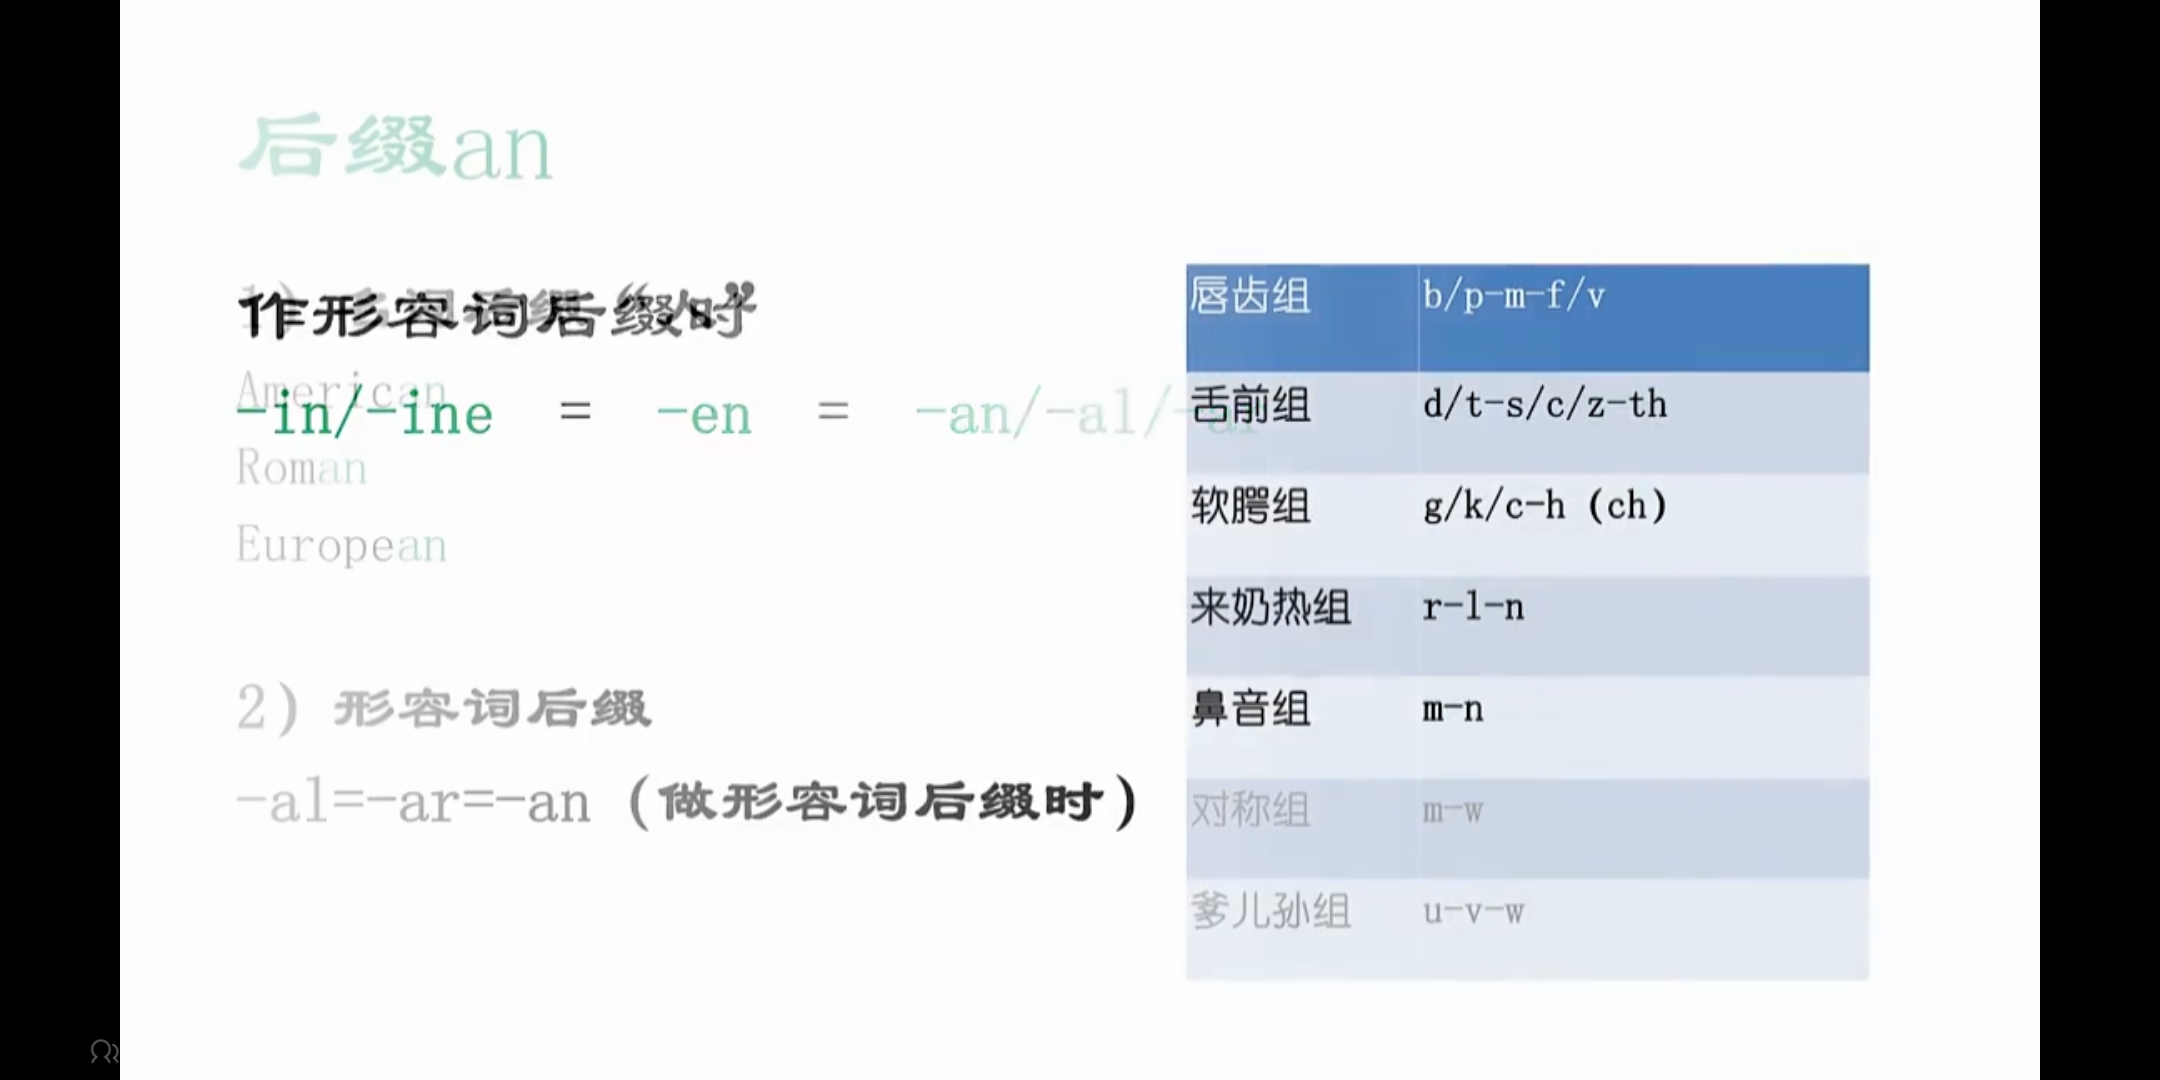 后缀an
作形容词后缀时
American
-in/-ine = -en = -an/-al/-ar
Roman
European
2) 形容词后缀
-al=-ar=-an (做形容词后缀时)
唇齿组 b/p-m-f/v
舌前组 d/t-s/c/z-th
软腭组 g/k/c-h (ch)
来奶热组 r-l-n
鼻音组 m-n
对称组 m-w
爹儿孙组 u-v-w